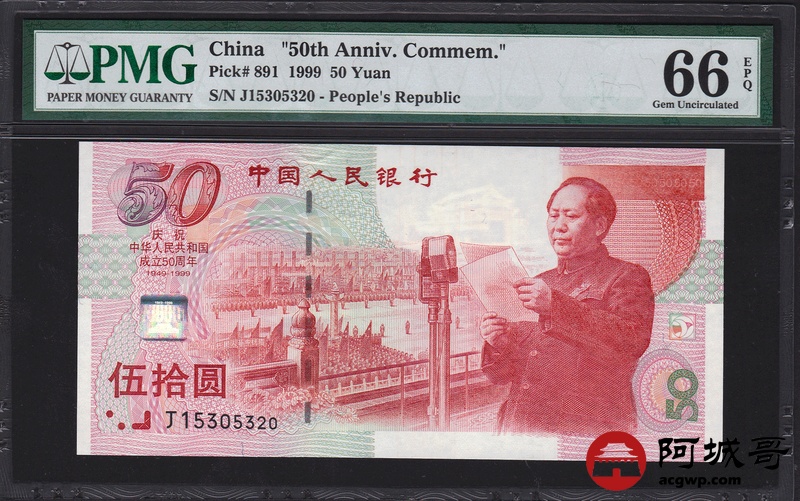 PMG
PAPER MONEY GUARANTY
China "50th Anniv. Commem."
Pick# 891 1999 50 Yuan
S/N J15305320 - People's Republic
66 EPQ
Gem Uncirculated
50
中国人民银行
庆祝
中华人民共和国
成立50周年
1949-1999
伍拾圆
J15305320
50
阿城哥
acgwp.com